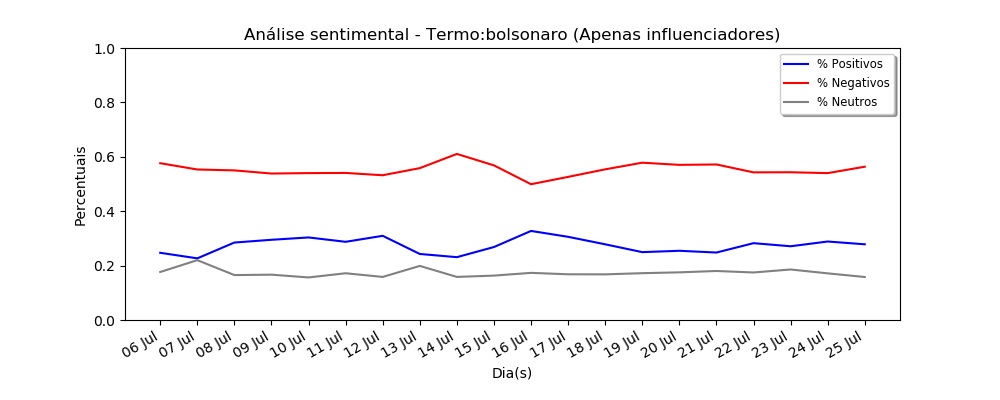 Análise sentimental - Termo:bolsonaro (Apenas influenciadores)
% Positivos
% Negativos
% Neutros
Percentuais
1.0
0.8
0.6
0.4
0.2
0.0
06 Jul
07 Jul
08 Jul
09 Jul
10 Jul
11 Jul
12 Jul
13 Jul
14 Jul
15 Jul
16 Jul
17 Jul
18 Jul
19 Jul
20 Jul
21 Jul
22 Jul
23 Jul
24 Jul
25 Jul
Dia(s)